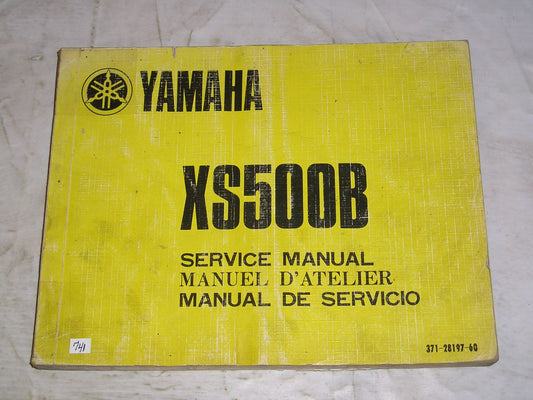 YAMAHA
XS500B
SERVICE MANUAL
MANUEL D'ATELIER
MANUAL DE SERVICIO
741
371-28197-60